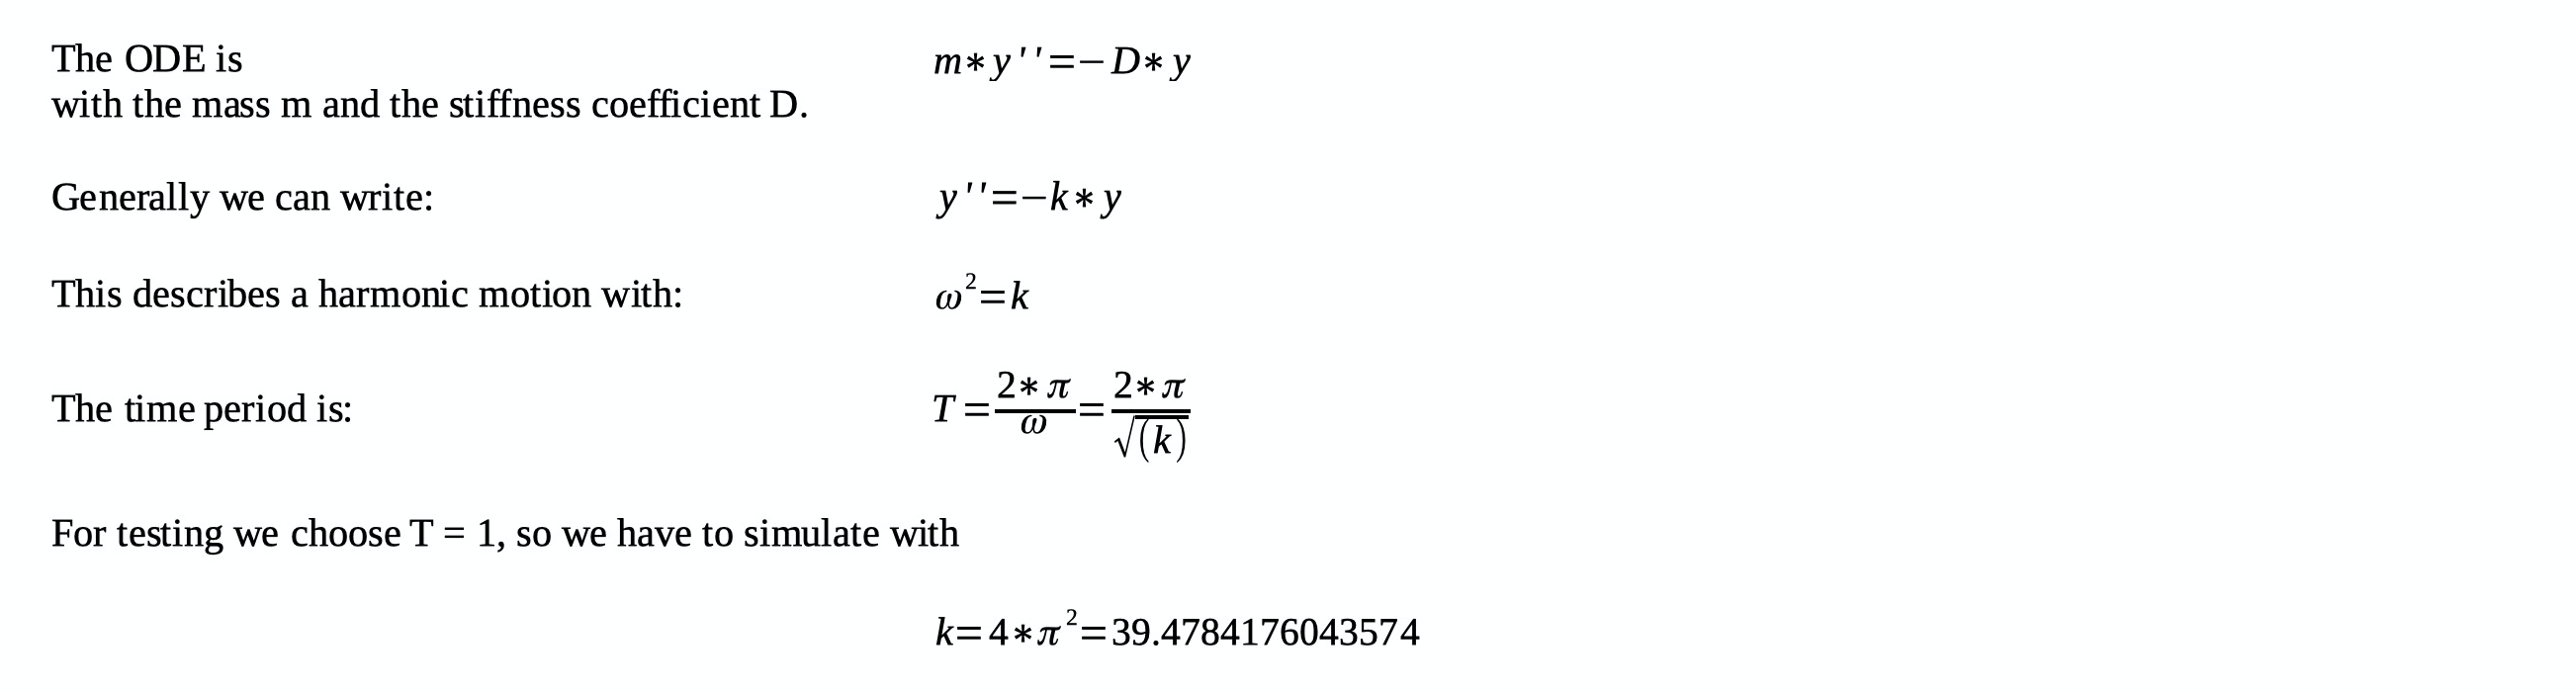 The ODE is m∗y''=−D∗y
with the mass m and the stiffness coefficient D.
Generally we can write: y''=−k∗y
This describes a harmonic motion with: ω²=k
The time period is: T=2∗π/ω=2∗π/√(k)
For testing we choose T = 1, so we have to simulate with
k=4∗π²=39.4784176043574